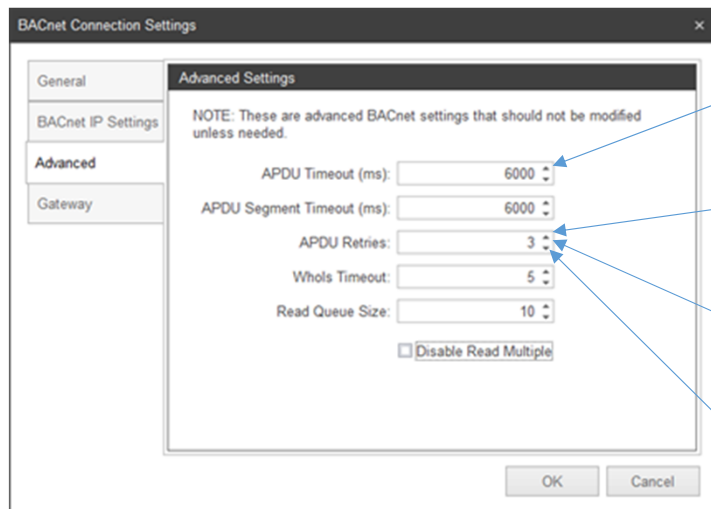 BACnet Connection Settings
×
General
BACnet IP Settings
Advanced
Gateway
Advanced Settings
NOTE: These are advanced BACnet settings that should not be modified
unless needed.
APDU Timeout (ms): 6000
APDU Segment Timeout (ms): 6000
APDU Retries: 3
WhoIs Timeout: 5
Read Queue Size: 10
Disable Read Multiple
OK
Cancel